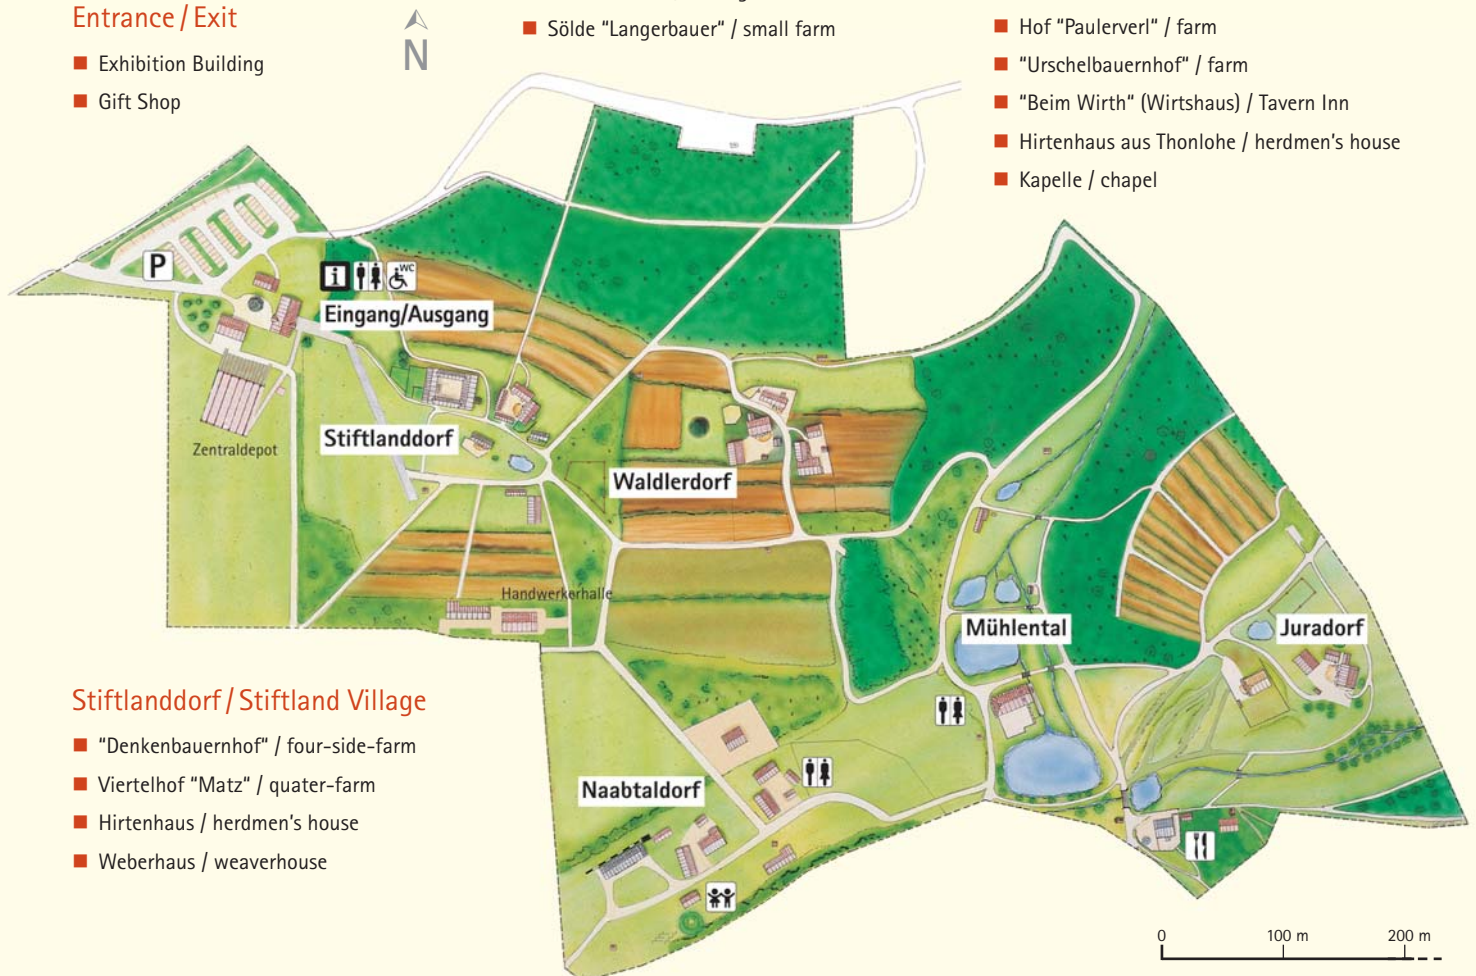 Entrance / Exit
■ Exhibition Building
■ Gift Shop
N
■ Sölde "Langerbauer" / small farm
■ Hof "Paulerverl" / farm
■ "Urschelbauernhof" / farm
■ "Beim Wirth" (Wirtshaus) / Tavern Inn
■ Hirtenhaus aus Thonlohe / herdmen's house
■ Kapelle / chapel
P
i
WC
Eingang/Ausgang
Zentraldepot
Stiftlanddorf
Waldlerdorf
Handwerkerhalle
Mühlental
Juradorf
Naabtaldorf
Stiftlanddorf / Stiftland Village
■ "Denkenbauernhof" / four-side-farm
■ Viertelhof "Matz" / quater-farm
■ Hirtenhaus / herdmen's house
■ Weberhaus / weaverhouse
0 100 m 200 m